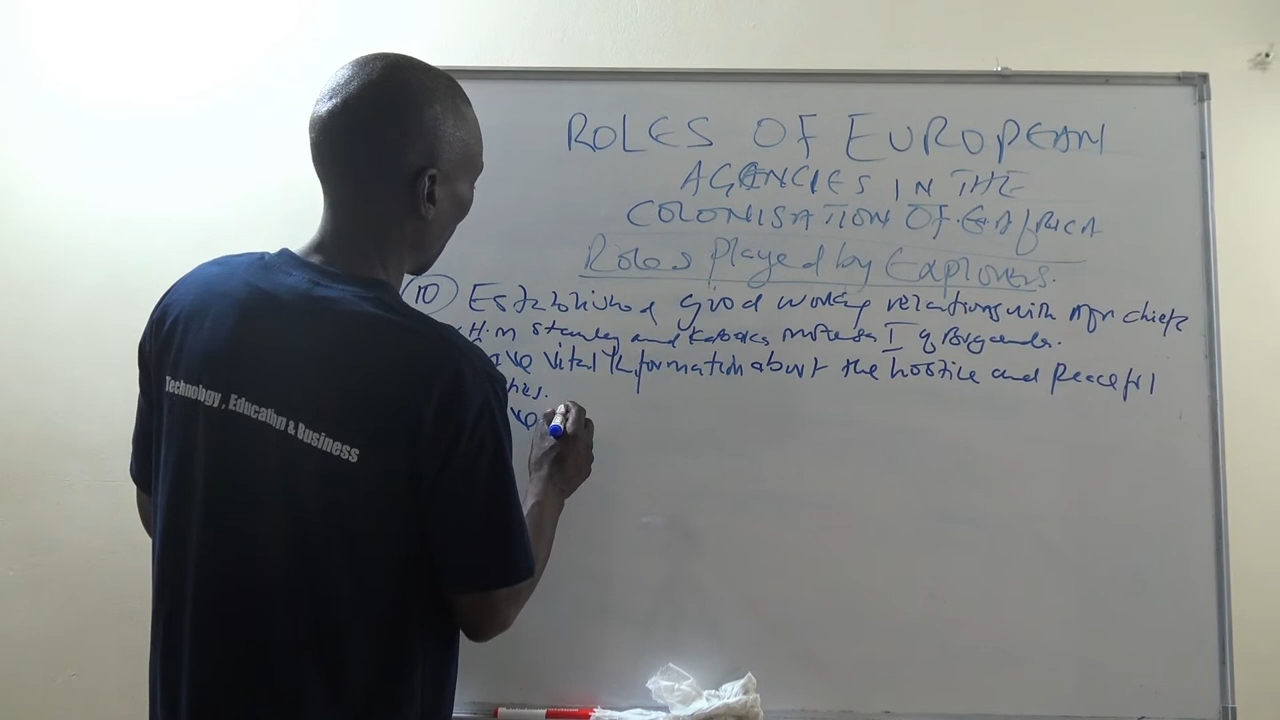 ROLES OF EUROPEAN
AGENCIES IN THE
COLONISATION OF E. AFRICA
Roles played by Explorers.
10 Established good working relations with Afrn chiefs
H.M Stanley and Kabaka Mutesa I of Buganda.
vital information about the hostile and peaceful
Technology, Education & Business